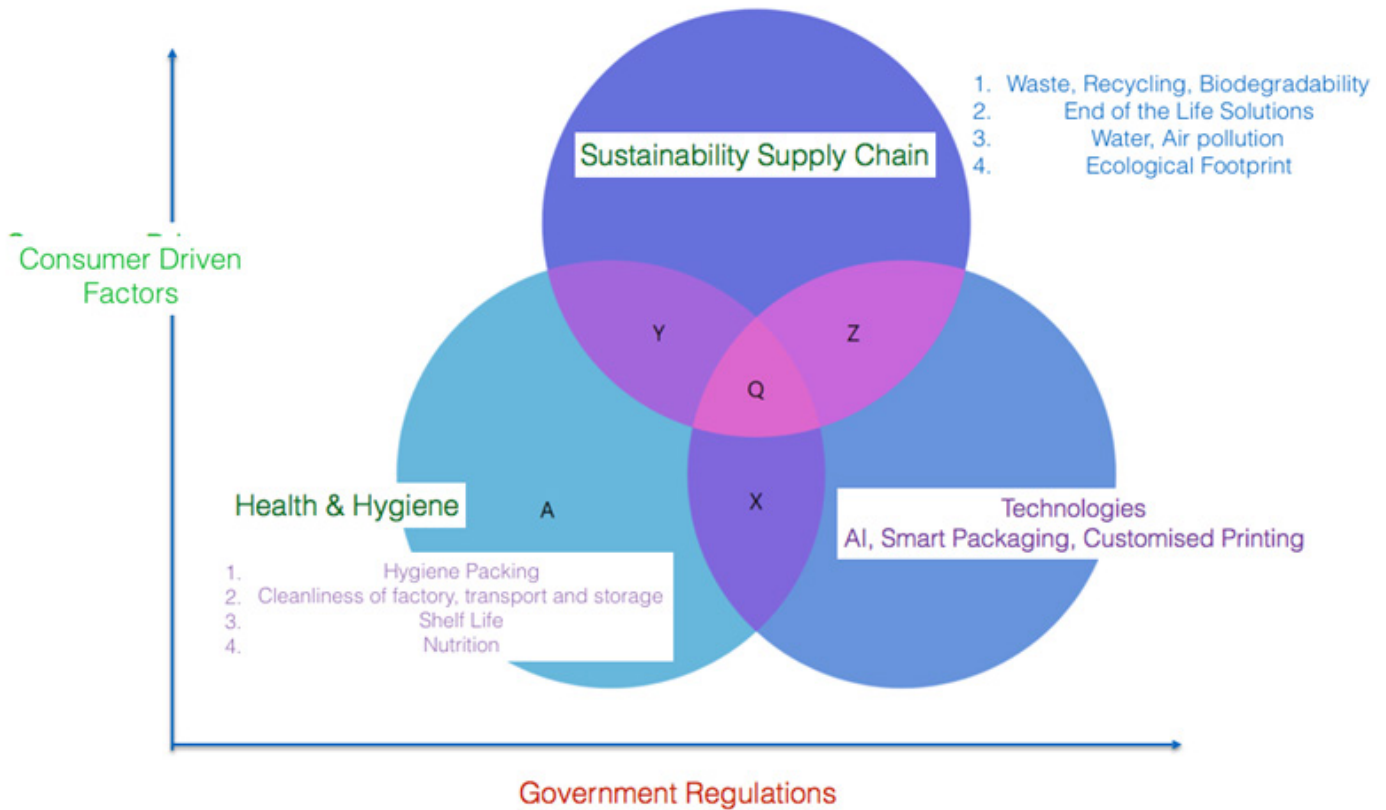 1. Waste, Recycling, Biodegradability
2. End of the Life Solutions
3. Water, Air pollution
4. Ecological Footprint
Sustainability Supply Chain
Consumer Driven
Factors
Y
Z
Q
Health & Hygiene
A
X
Technologies
AI, Smart Packaging, Customised Printing
1. Hygiene Packing
2. Cleanliness of factory, transport and storage
3. Shelf Life
4. Nutrition
Government Regulations